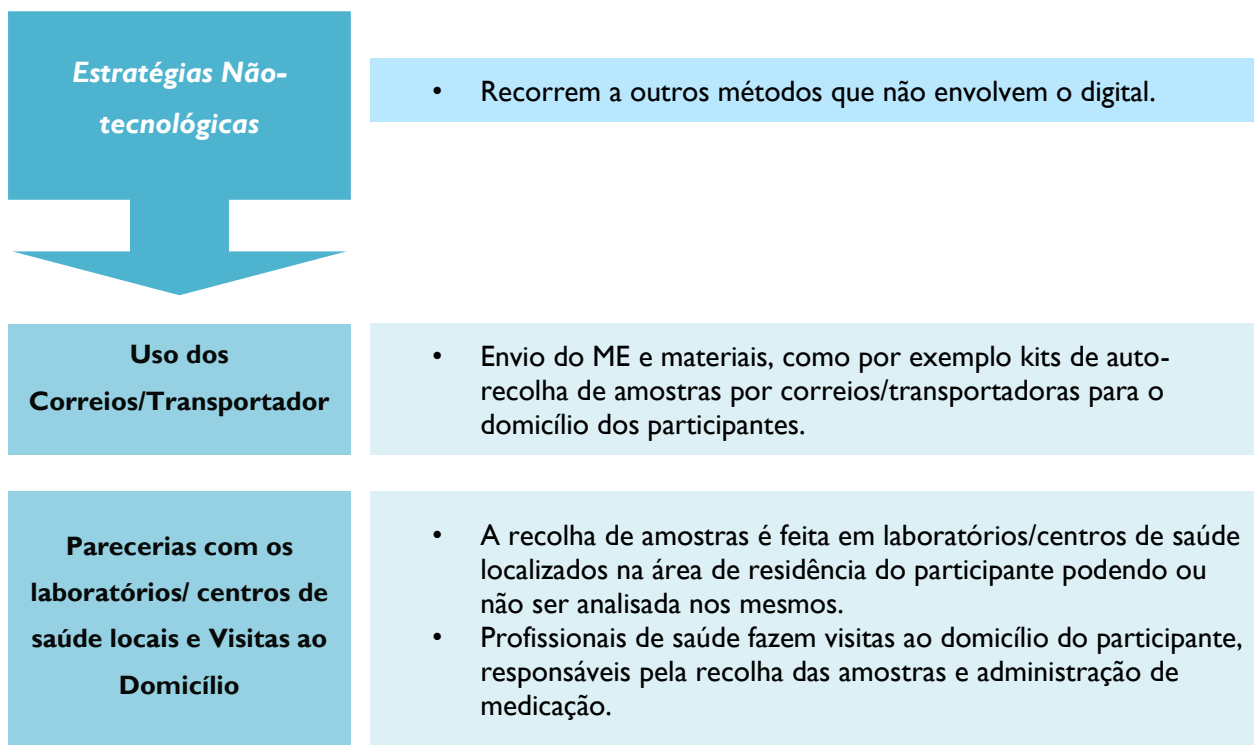 Estratégias Não-
tecnológicas
• Recorrem a outros métodos que não envolvem o digital.
Uso dos
Correios/Transportador
• Envio do ME e materiais, como por exemplo kits de auto-
recolha de amostras por correios/transportadoras para o
domicílio dos participantes.
Parecerias com os
laboratórios/ centros de
saúde locais e Visitas ao
Domicílio
• A recolha de amostras é feita em laboratórios/centros de saúde
localizados na área de residência do participante podendo ou
não ser analisada nos mesmos.
• Profissionais de saúde fazem visitas ao domicílio do participante,
responsáveis pela recolha das amostras e administração de
medicação.